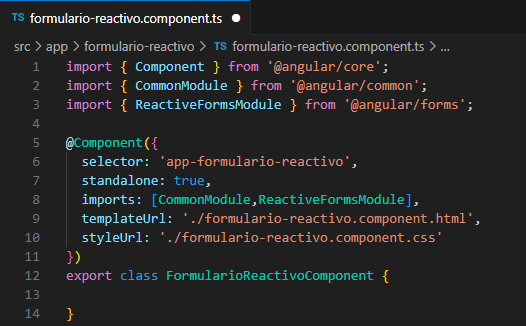 TS formulario-reactivo.component.ts
src > app > formulario-reactivo > TS formulario-reactivo.component.ts > ...
1 import { Component } from '@angular/core';
2 import { CommonModule } from '@angular/common';
3 import { ReactiveFormsModule } from '@angular/forms';
4
5 @Component({
6   selector: 'app-formulario-reactivo',
7   standalone: true,
8   imports: [CommonModule,ReactiveFormsModule],
9   templateUrl: './formulario-reactivo.component.html',
10   styleUrl: './formulario-reactivo.component.css'
11 })
12 export class FormularioReactivoComponent {
13
14 }